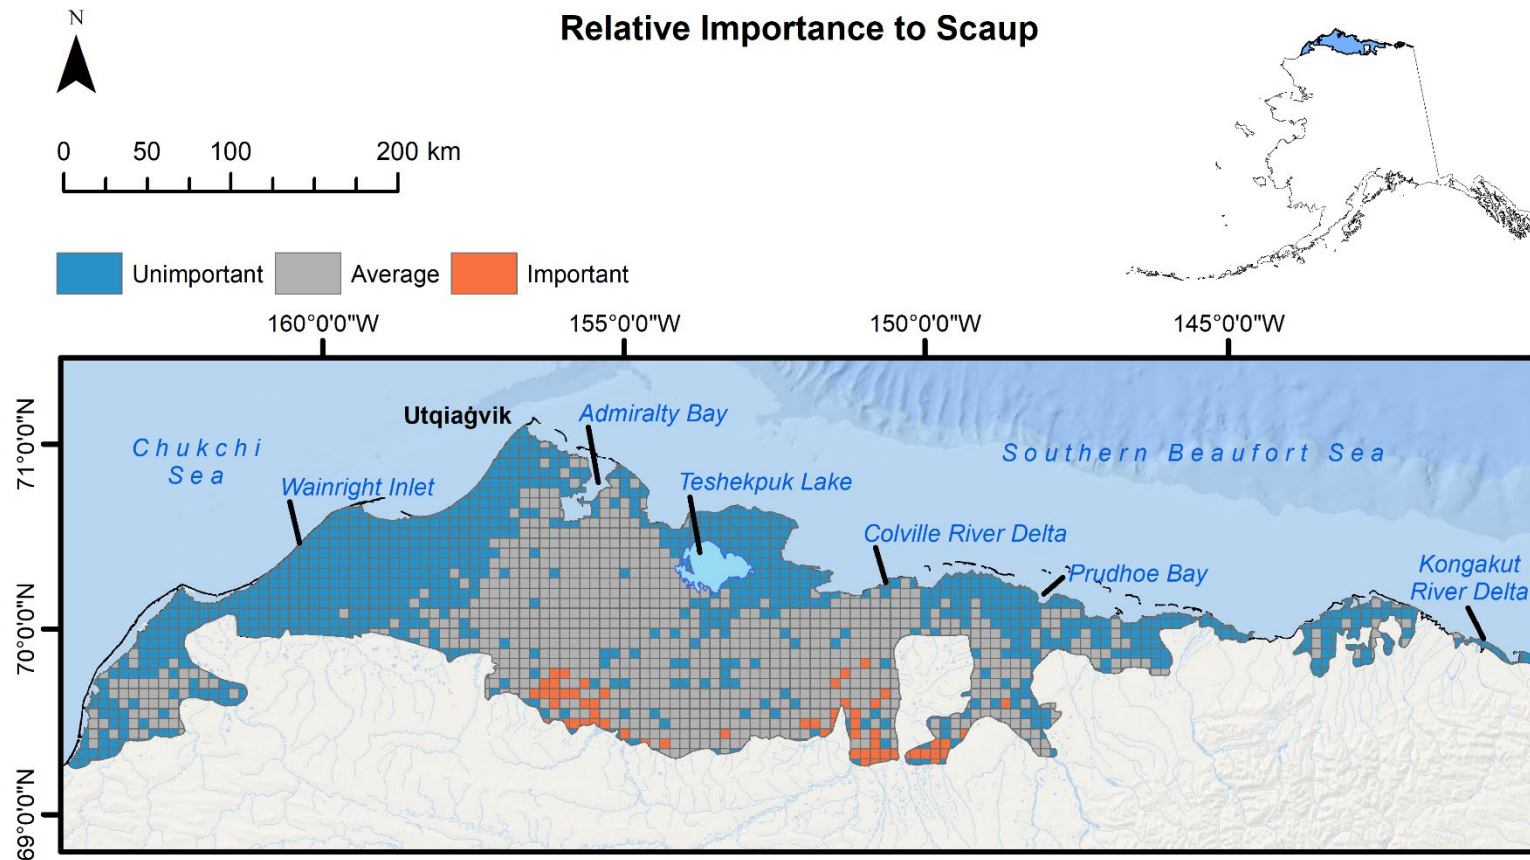 Relative Importance to Scaup
N
0 50 100 200 km
Unimportant Average Important
160°0'0"W 155°0'0"W 150°0'0"W 145°0'0"W
71°0'0"N
70°0'0"N
69°0'0"N
Utqiaġvik
Admiralty Bay
Chukchi
Sea
Southern Beaufort Sea
Wainright Inlet
Teshekpuk Lake
Colville River Delta
Prudhoe Bay
Kongakut
River Delta